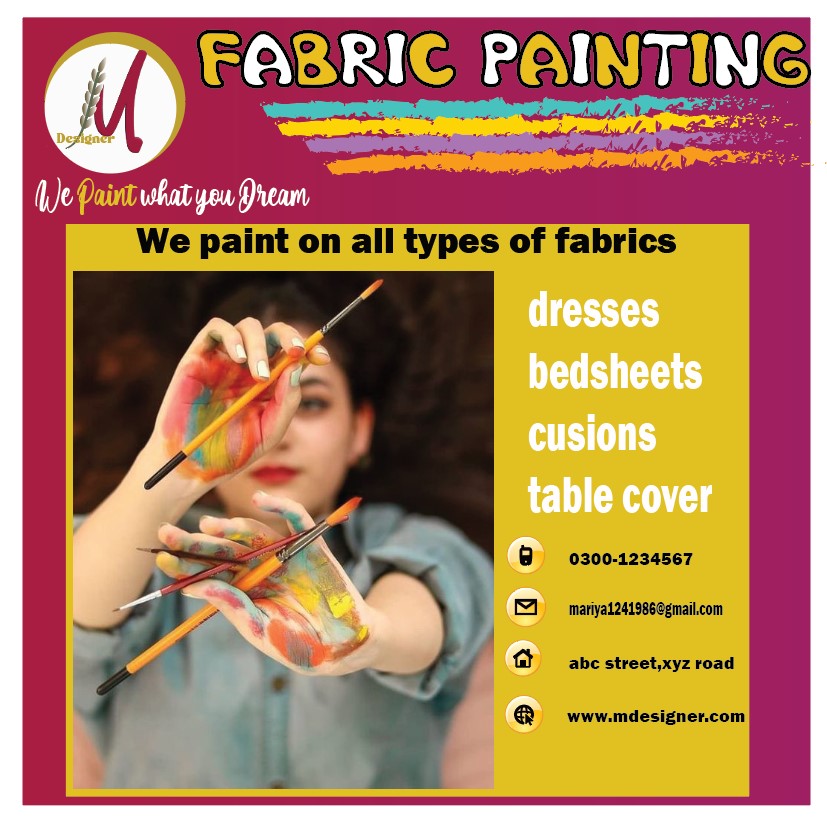 FABRIC PAINTING
M
Designer
We Paint what you Dream
We paint on all types of fabrics
dresses
bedsheets
cusions
table cover
0300-1234567
mariya1241986@gmail.com
abc street,xyz road
www.mdesigner.com